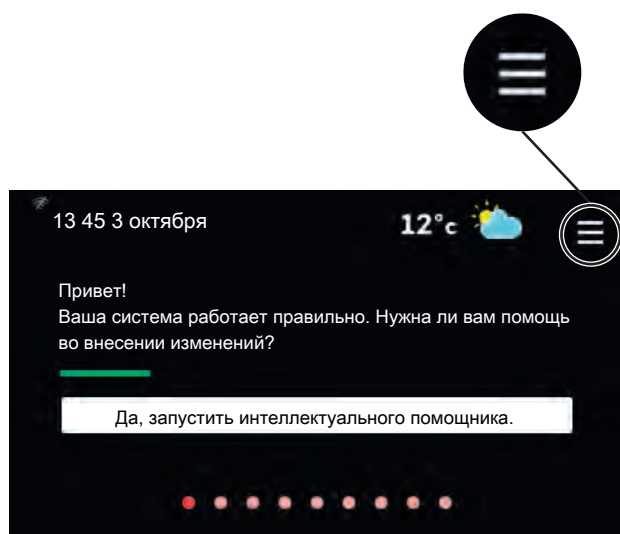 13 45 3 октября
12°c
Привет!
Ваша система работает правильно. Нужна ли вам помощь
во внесении изменений?
Да, запустить интеллектуального помощника.